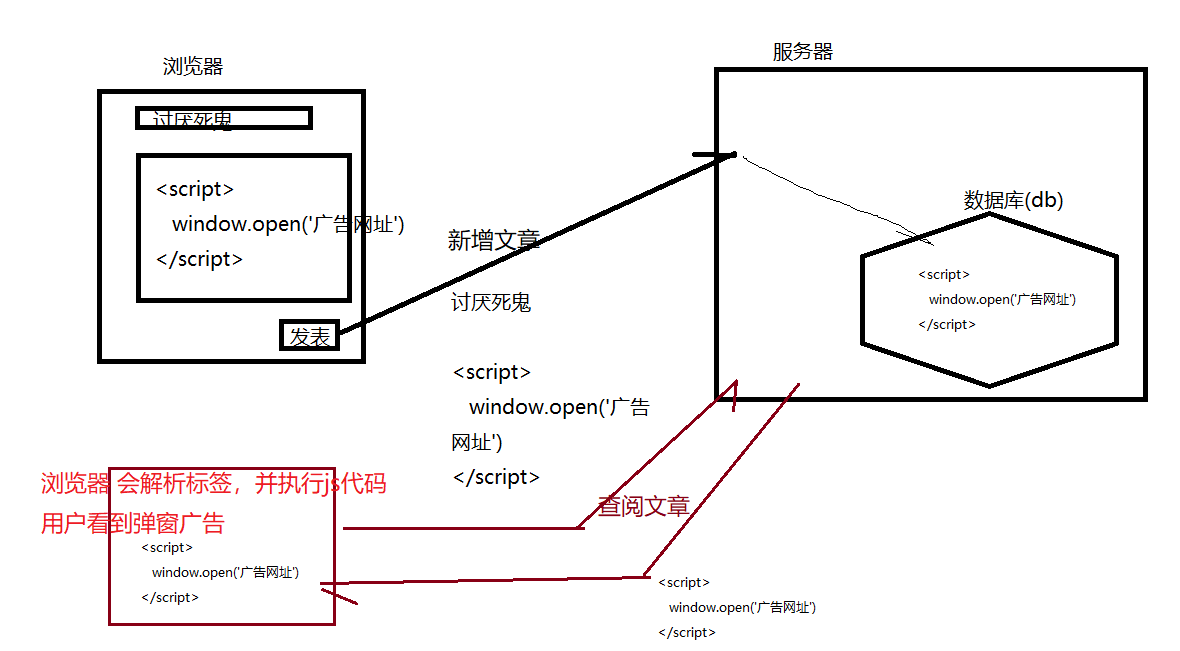 浏览器
服务器
讨厌死鬼
<script>
window.open('广告网址')
</script>
发表
新增文章
讨厌死鬼
<script>
window.open('广告
网址')
</script>
数据库(db)
<script>
window.open('广告网址')
</script>
查阅文章
浏览器 会解析标签，并执行js代码
用户看到弹窗广告
<script>
window.open('广告网址')
</script>
<script>
window.open('广告网址')
</script>